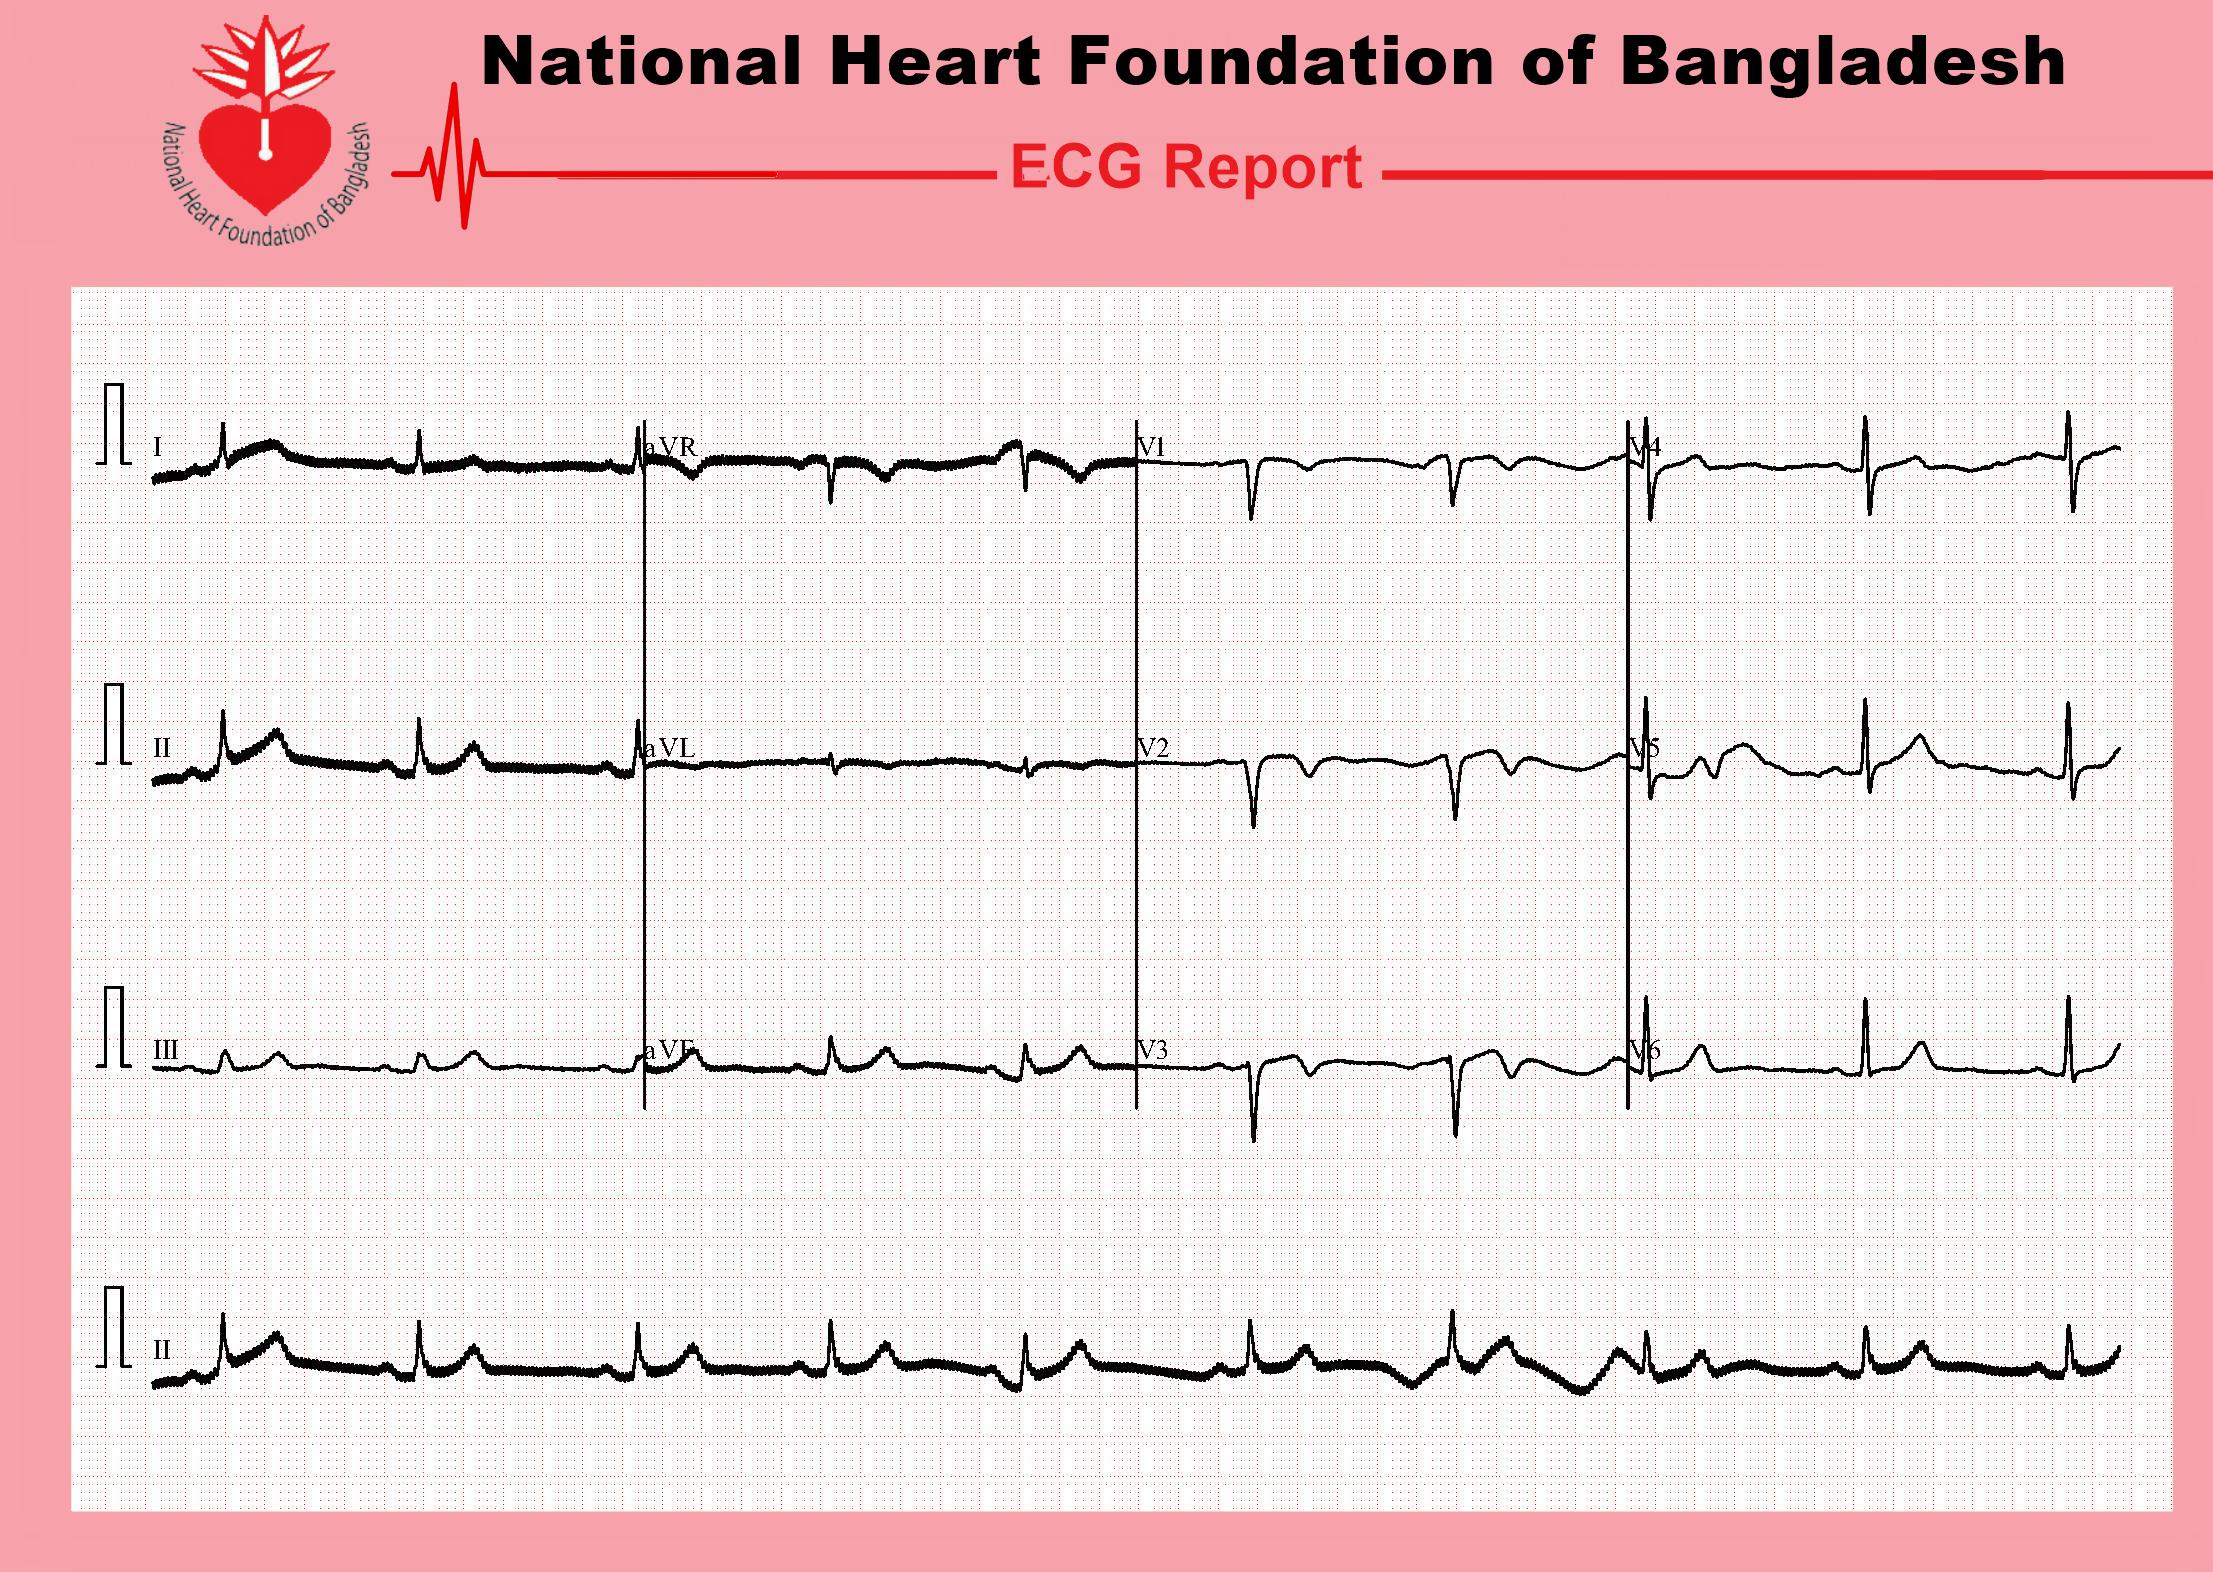 National Heart Foundation of Bangladesh
National Heart Foundation of Bangladesh
ECG Report
I aVR V1 V4
II aVL V2 V5
III aVF V3 V6
II